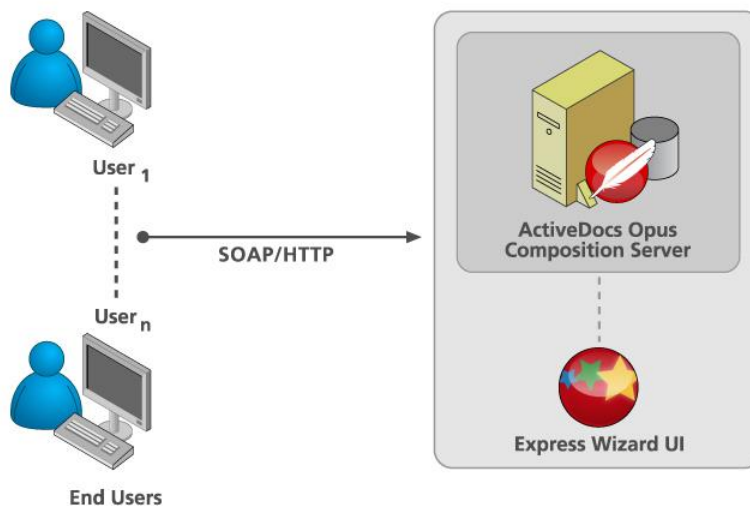 User 1
SOAP/HTTP
User n
End Users
ActiveDocs Opus
Composition Server
Express Wizard UI